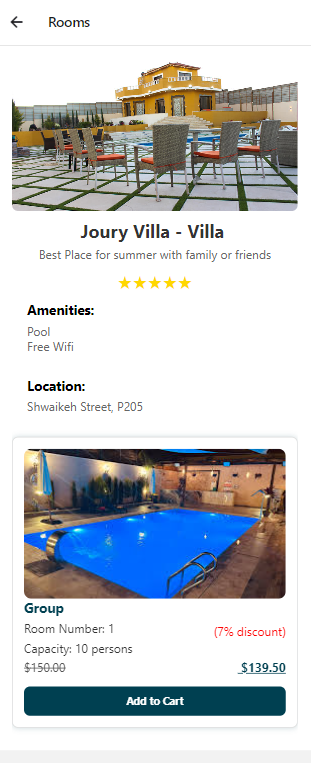 Rooms
Joury Villa - Villa
Best Place for summer with family or friends
Amenities:
Pool
Free Wifi
Location:
Shwaikeh Street, P205
Group
Room Number: 1
(7% discount)
Capacity: 10 persons
$150.00 $139.50
Add to Cart